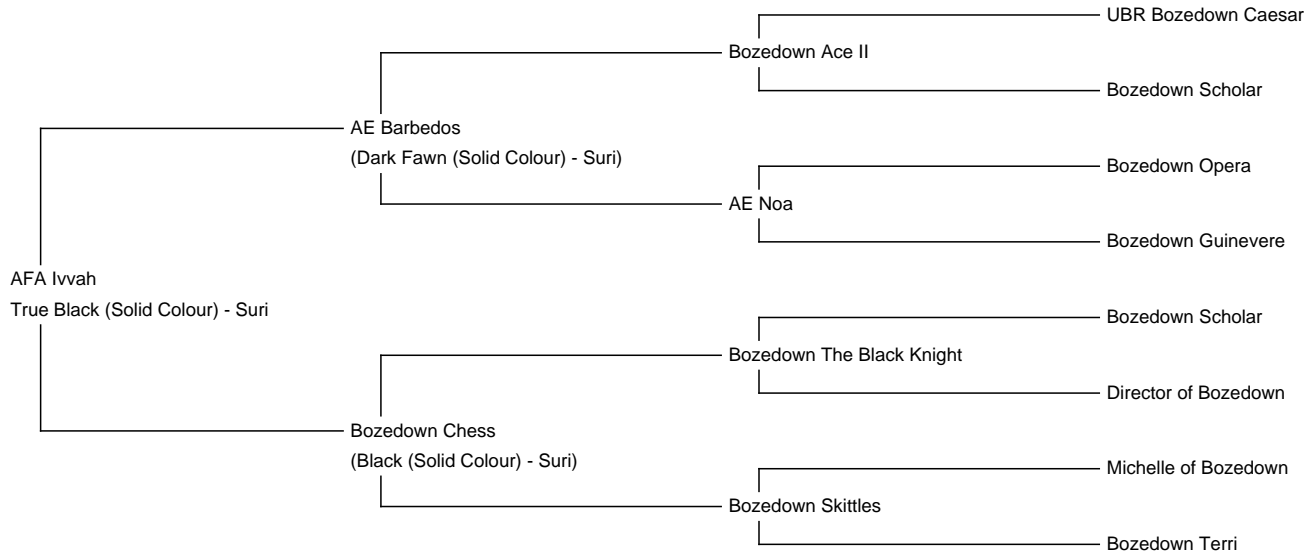 UBR Bozedown Caesar
Bozedown Ace II
Bozedown Scholar
AE Barbedos
(Dark Fawn (Solid Colour) - Suri)
Bozedown Opera
AE Noa
Bozedown Guinevere
AFA Ivvah
True Black (Solid Colour) - Suri
Bozedown Scholar
Bozedown The Black Knight
Director of Bozedown
Bozedown Chess
(Black (Solid Colour) - Suri)
Michelle of Bozedown
Bozedown Skittles
Bozedown Terri